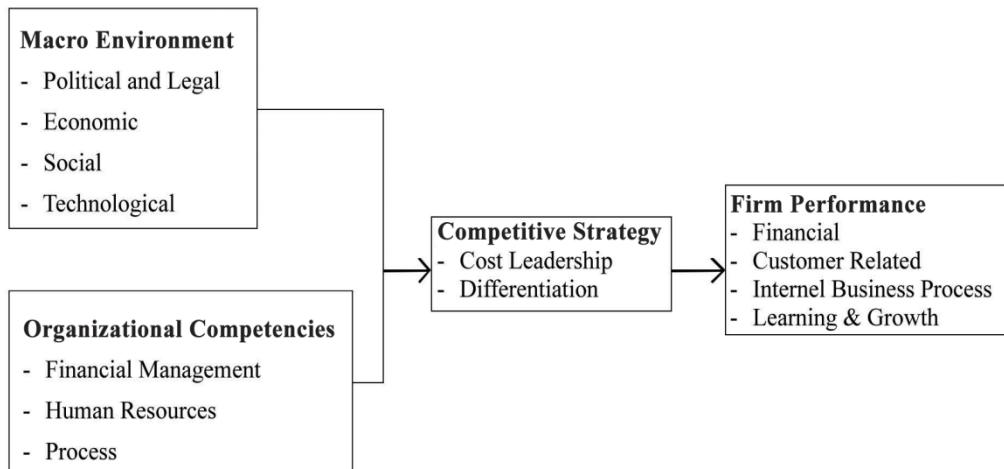 Macro Environment
- Political and Legal
- Economic
- Social
- Technological
Organizational Competencies
- Financial Management
- Human Resources
- Process
Competitive Strategy
- Cost Leadership
- Differentiation
Firm Performance
- Financial
- Customer Related
- Internel Business Process
- Learning & Growth